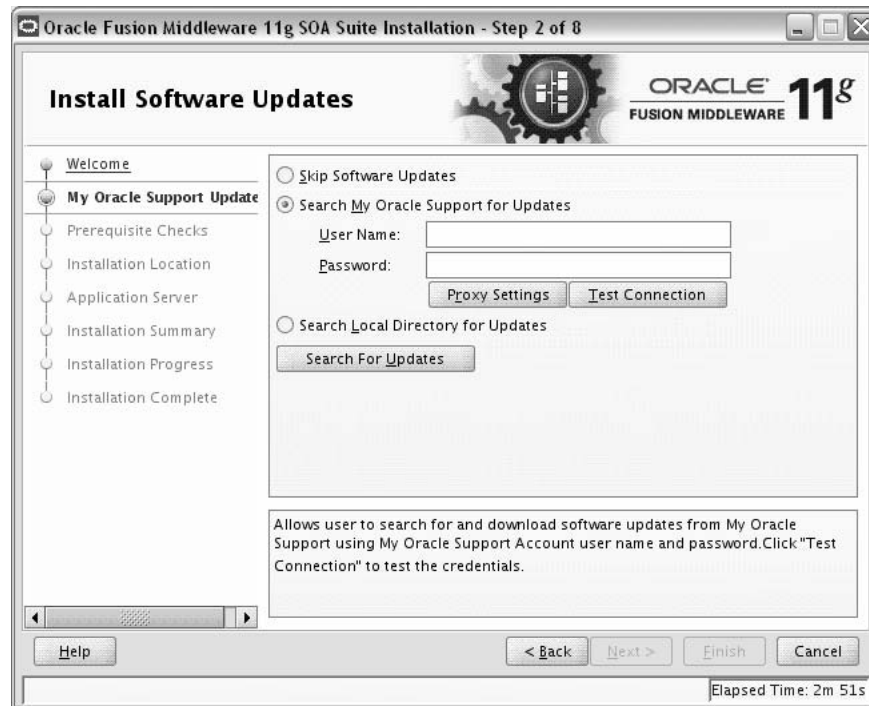 Oracle Fusion Middleware 11g SOA Suite Installation - Step 2 of 8
Install Software Updates
ORACLE
FUSION MIDDLEWARE
11g
Welcome
My Oracle Support Update
Prerequisite Checks
Installation Location
Application Server
Installation Summary
Installation Progress
Installation Complete
Skip Software Updates
Search My Oracle Support for Updates
User Name:
Password:
Proxy Settings
Test Connection
Search Local Directory for Updates
Search For Updates
Allows user to search for and download software updates from My Oracle
Support using My Oracle Support Account user name and password.Click "Test
Connection" to test the credentials.
Help
< Back
Next >
Finish
Cancel
Elapsed Time: 2m 51s